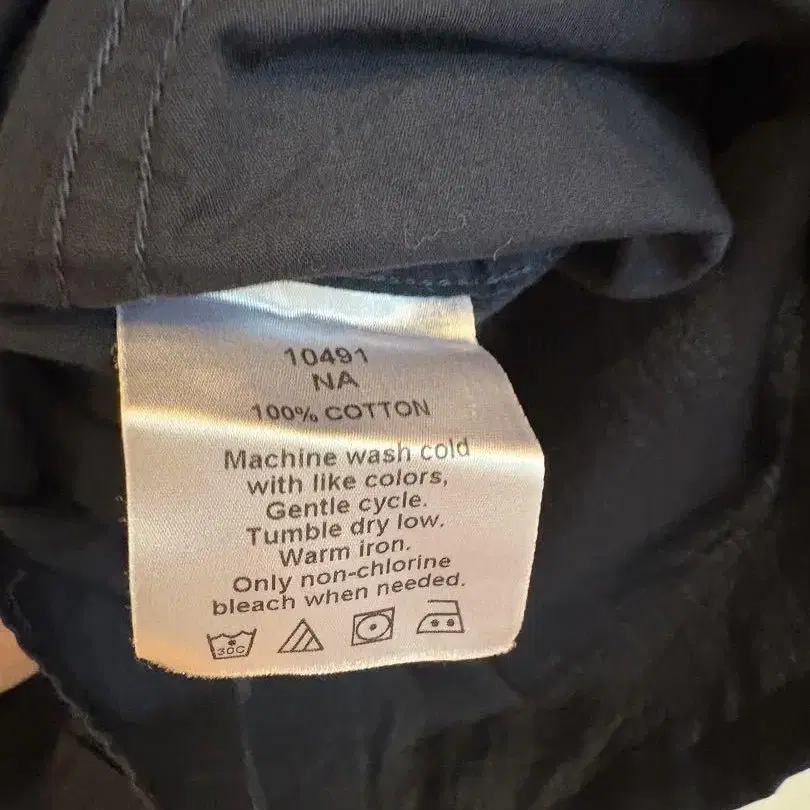 10491
NA
100% COTTON
Machine wash cold
with like colors,
Gentle cycle.
Tumble dry low.
Warm iron.
Only non-chlorine
bleach when needed.
30C